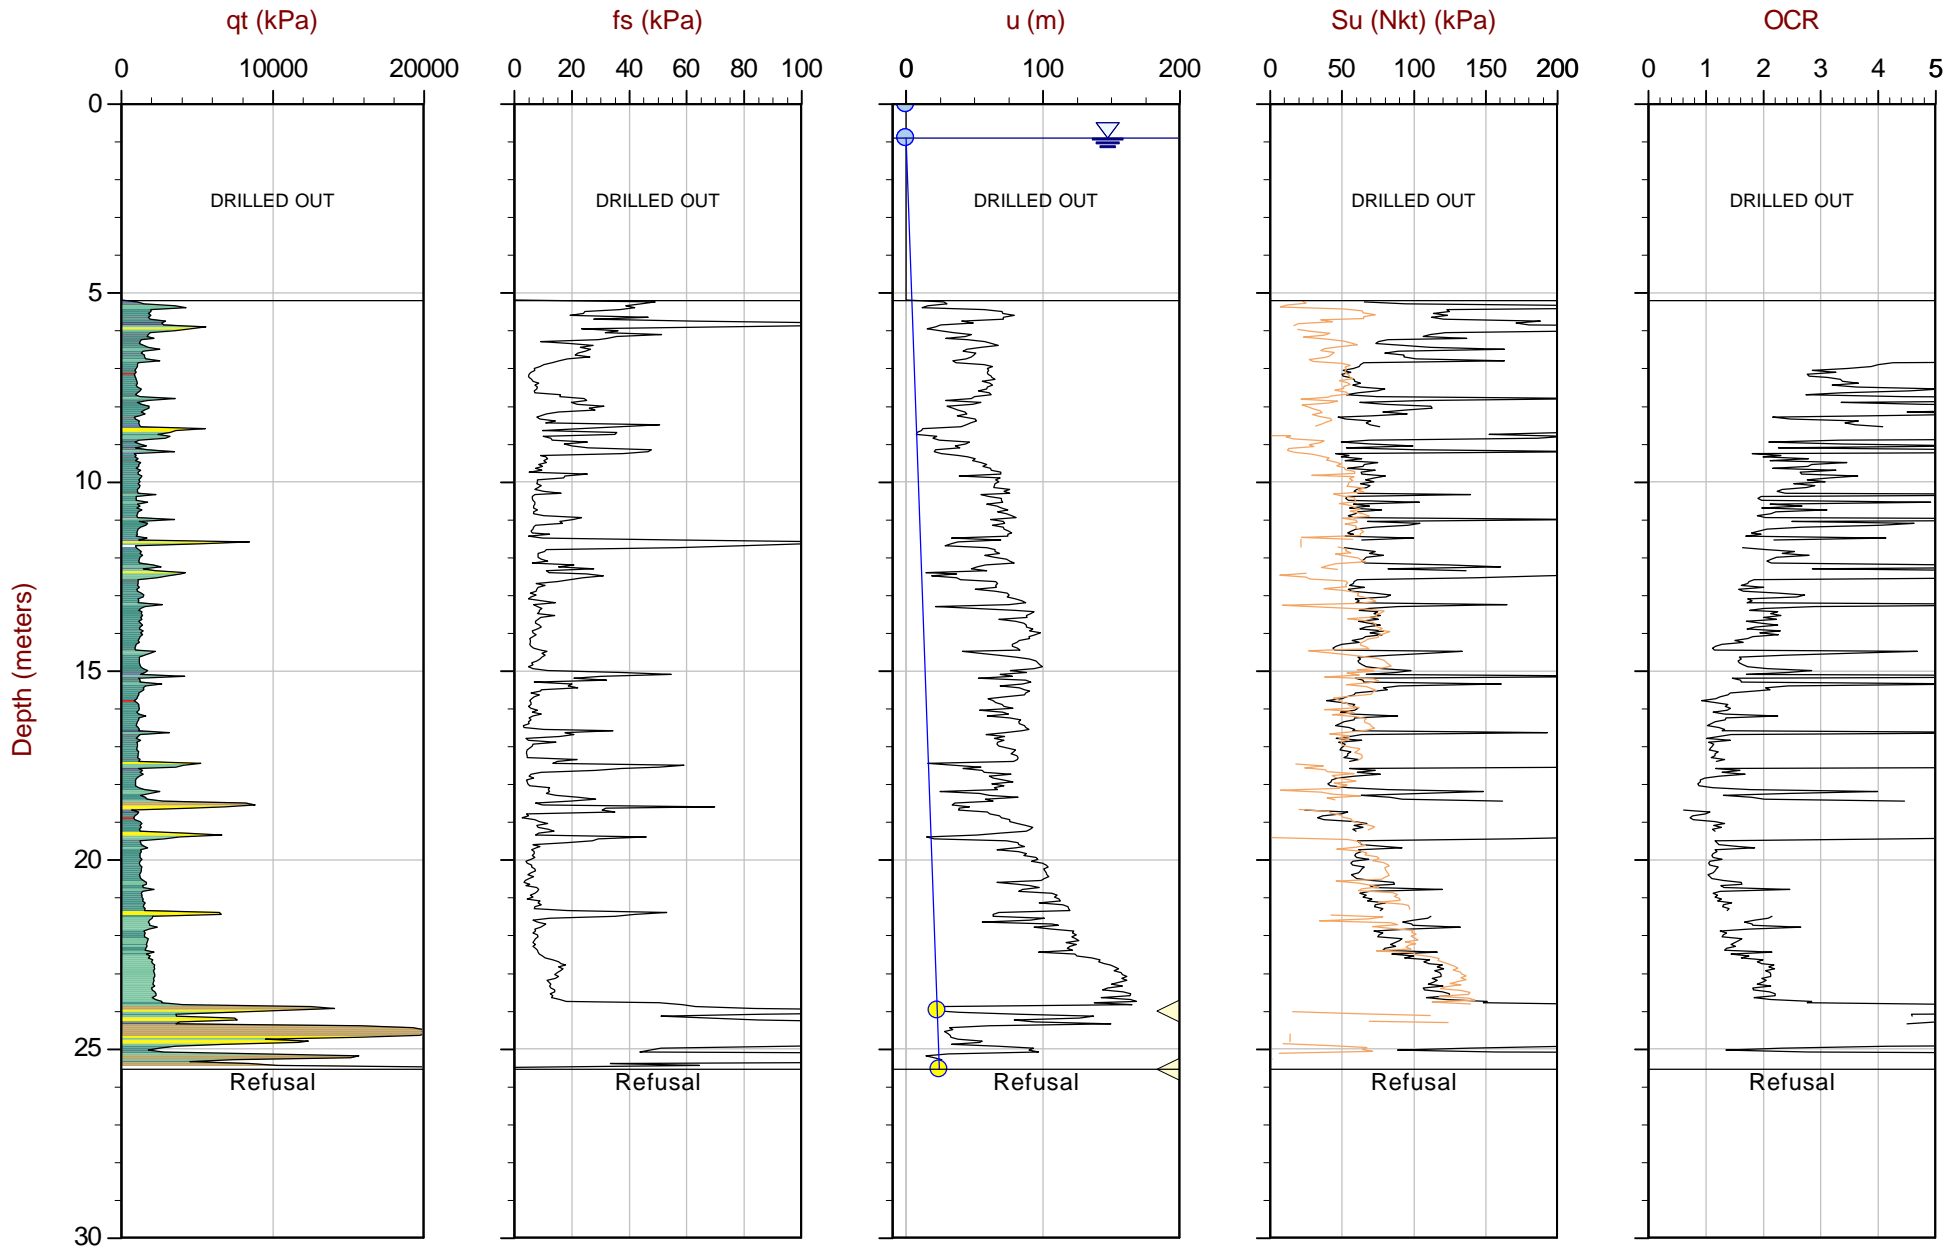 qt (kPa) fs (kPa) u (m) Su (Nkt) (kPa) OCR
0 10000 20000 0 20 40 60 80 100 0 100 200 0 50 100 150 200 0 1 2 3 4 5
0
DRILLED OUT DRILLED OUT DRILLED OUT DRILLED OUT DRILLED OUT
5
10
15
Depth (meters)
20
25
Refusal Refusal Refusal Refusal Refusal
30